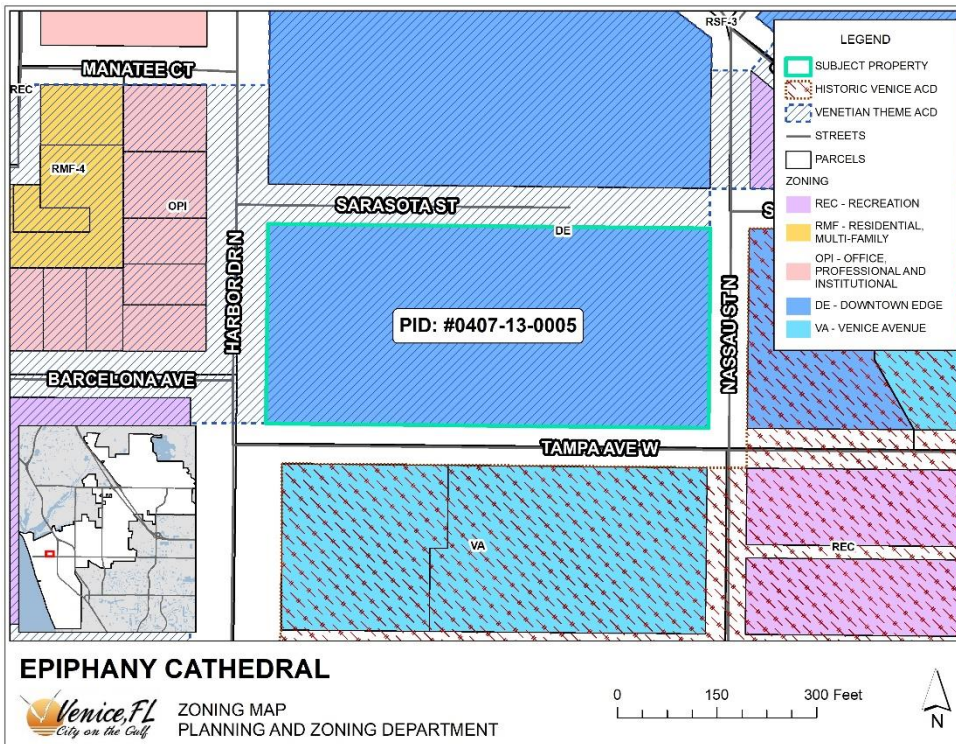 RSF-3
LEGEND
SUBJECT PROPERTY
HISTORIC VENICE ACD
VENETIAN THEME ACD
STREETS
PARCELS
ZONING
REC - RECREATION
RMF - RESIDENTIAL,
MULTI-FAMILY
OPI - OFFICE,
PROFESSIONAL AND
INSTITUTIONAL
DE - DOWNTOWN EDGE
VA - VENICE AVENUE
MANATEE CT
REC
RMF-4
OPI
SARASOTA ST
S
DE
HARBOR DR N
PID: #0407-13-0005
NASSAU ST N
BARCELONA AVE
TAMPA AVE W
VA
REC
EPIPHANY CATHEDRAL
Venice, FL
City on the Gulf
ZONING MAP
PLANNING AND ZONING DEPARTMENT
0 150 300 Feet
N